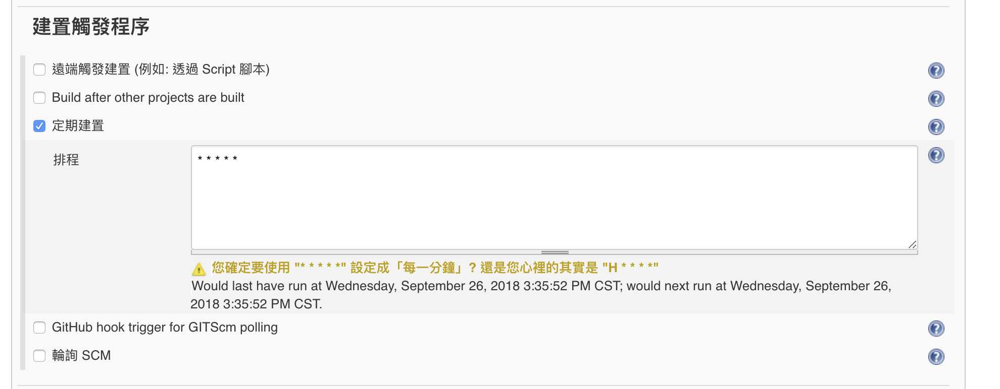 建置觸發程序
遠端觸發建置 (例如: 透過 Script 腳本)
Build after other projects are built
定期建置
排程
* * * * *
您確定要使用 "* * * * *" 設定成「每一分鐘」? 還是您心裡的其實是 "H * * * *"
Would last have run at Wednesday, September 26, 2018 3:35:52 PM CST; would next run at Wednesday, September 26,
2018 3:35:52 PM CST.
GitHub hook trigger for GITScm polling
輪詢 SCM